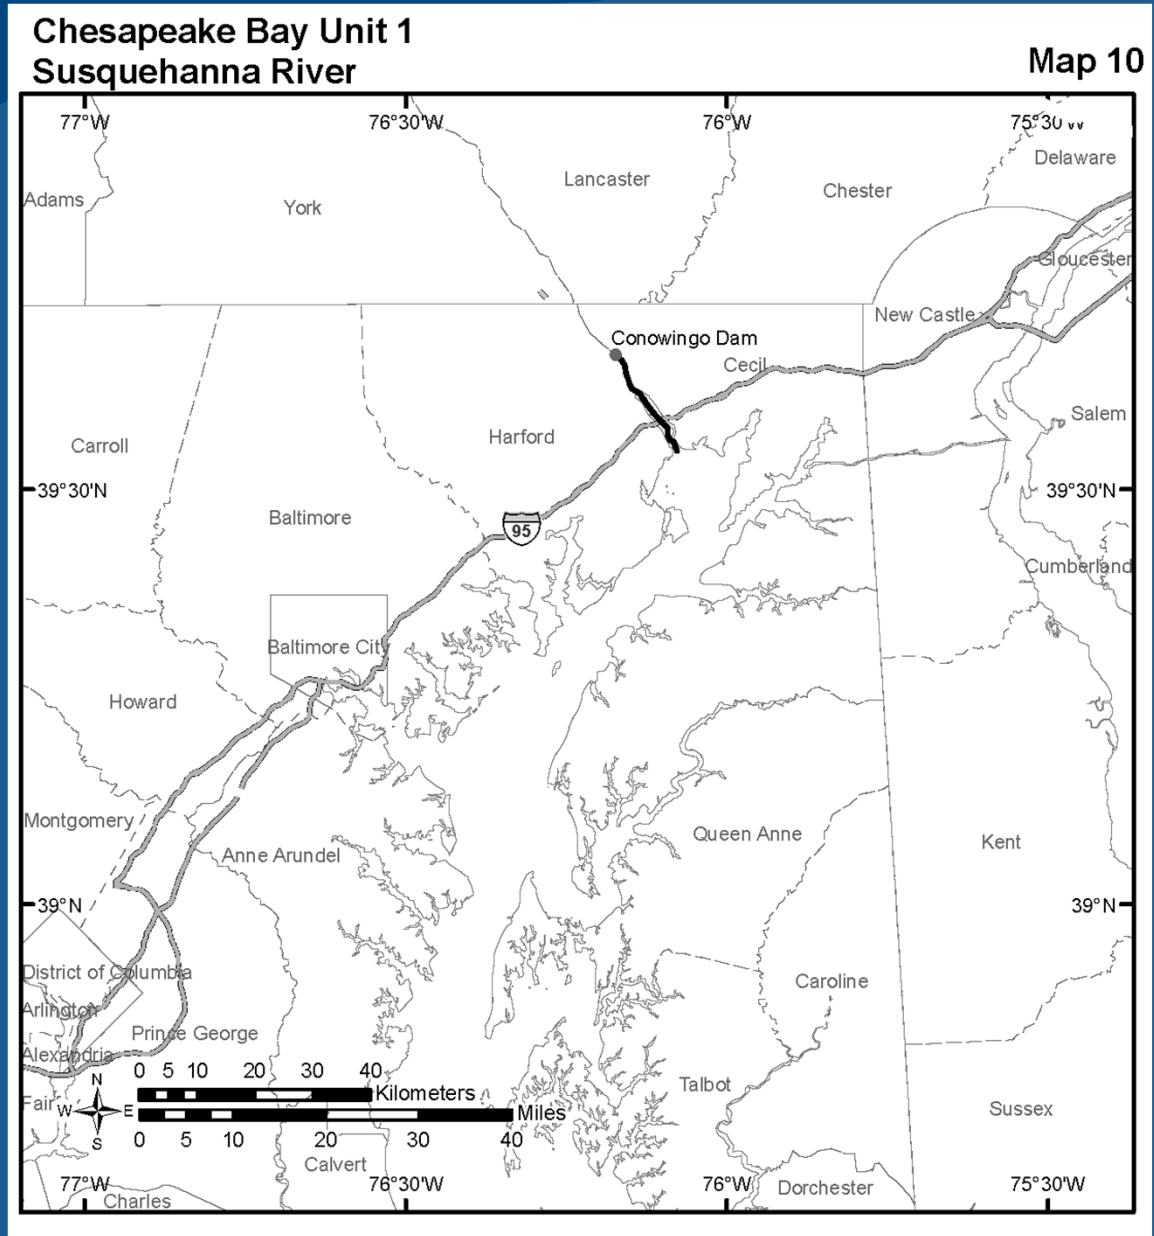 Chesapeake Bay Unit 1
Susquehanna River
Map 10
77°W
76°30'W
76°W
75°30'W
Delaware
Lancaster
Chester
Adams
York
Gloucester
New Castle
Conowingo Dam
Cecil
Salem
Harford
Carroll
39°30'N
39°30'N
Baltimore
95
Cumberland
Baltimore City
Howard
Montgomery
Queen Anne
Kent
Anne Arundel
39°N
39°N
District of Columbia
Caroline
Arlington
Prince George
Alexandria
0 5 10 20 30 40
Kilometers
Talbot
N
Fair
W
E
S
Miles
Sussex
0 5 10 20 30 40
Calvert
77°W
76°30'W
76°W
75°30'W
Dorchester
Charles